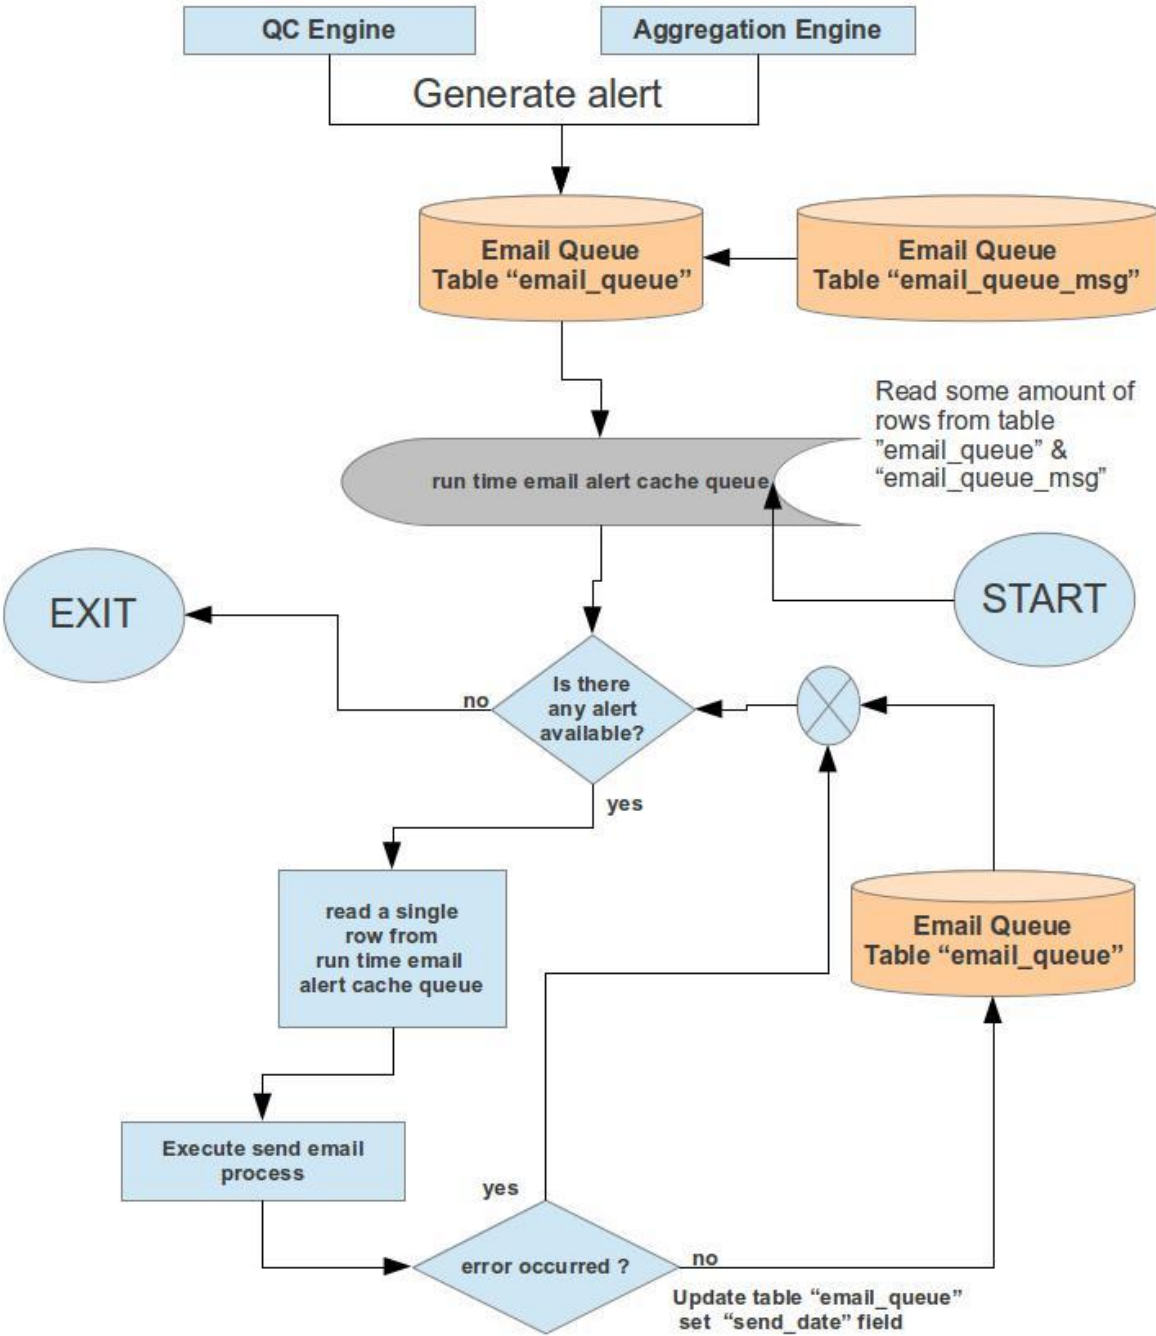 QC Engine
Aggregation Engine
Generate alert
Email Queue
Table “email_queue”
Email Queue
Table “email_queue_msg”
Read some amount of
rows from table
”email_queue” &
“email_queue_msg”
run time email alert cache queue
START
EXIT
Is there
any alert
available?
no
yes
read a single
row from
run time email
alert cache queue
Email Queue
Table “email_queue”
Execute send email
process
yes
error occurred ?
no
Update table “email_queue”
set “send_date” field